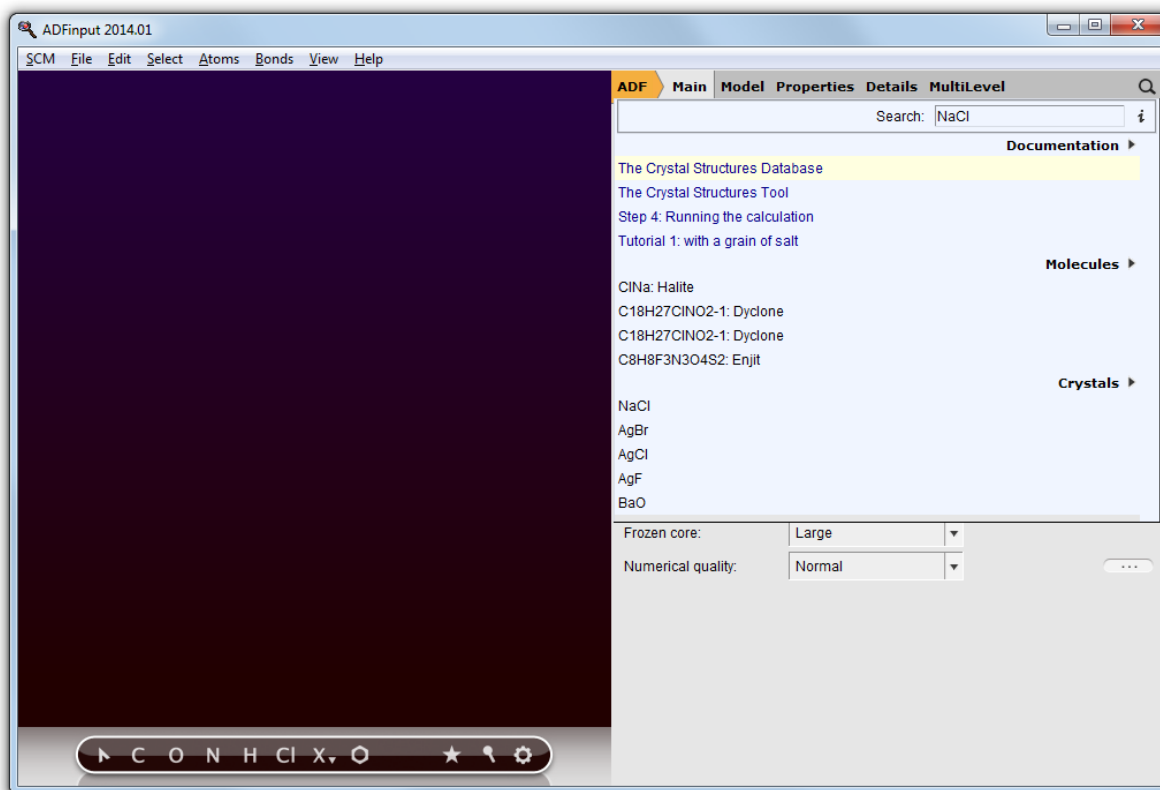 ADFinput 2014.01
SCM File Edit Select Atoms Bonds View Help
ADF Main Model Properties Details MultiLevel
Search: NaCl i
Documentation
The Crystal Structures Database
The Crystal Structures Tool
Step 4: Running the calculation
Tutorial 1: with a grain of salt
Molecules
ClNa: Halite
C18H27ClNO2-1: Dyclone
C18H27ClNO2-1: Dyclone
C8H8F3N3O4S2: Enjit
Crystals
NaCl
AgBr
AgCl
AgF
BaO
Frozen core: Large
Numerical quality: Normal ...
C O N H Cl X